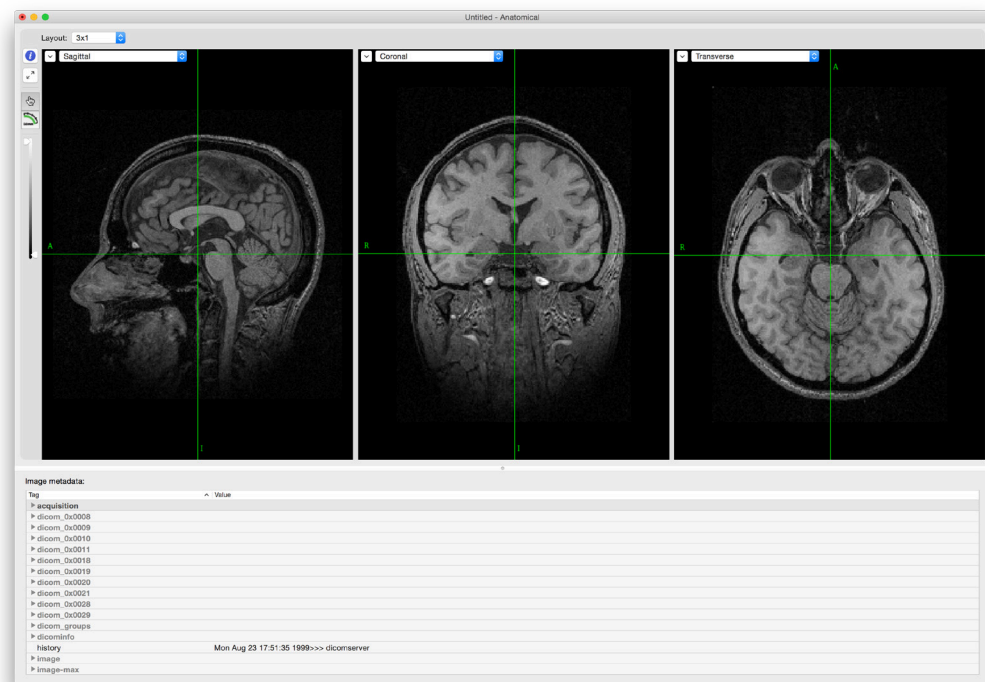 Untitled - Anatomical
Layout: 3x1
i Sagittal Coronal Transverse
A
A R R
I I
Image metadata:
Tag Value
acquisition
dicom_0x0008
dicom_0x0009
dicom_0x0010
dicom_0x0011
dicom_0x0018
dicom_0x0019
dicom_0x0020
dicom_0x0021
dicom_0x0028
dicom_0x0029
dicom_groups
dicominfo
history Mon Aug 23 17:51:35 1999>>> dicomserver
image
image-max